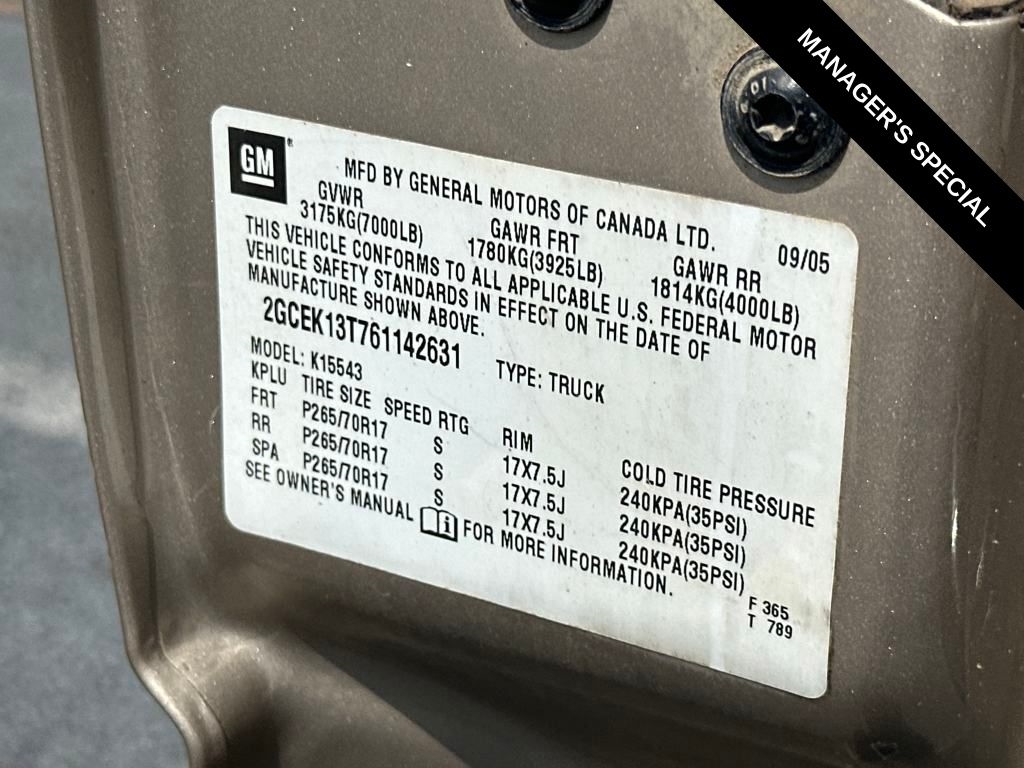 MANAGER'S SPECIAL
GM
MFD BY GENERAL MOTORS OF CANADA LTD.
09/05
GVWR GAWR FRT GAWR RR
3175KG(7000LB) 1780KG(3925LB) 1814KG(4000LB)
THIS VEHICLE CONFORMS TO ALL APPLICABLE U.S. FEDERAL MOTOR
VEHICLE SAFETY STANDARDS IN EFFECT ON THE DATE OF
MANUFACTURE SHOWN ABOVE.
2GCEK13T761142631 TYPE: TRUCK
MODEL: K15543
KPLU TIRE SIZE SPEED RTG RIM COLD TIRE PRESSURE
FRT P265/70R17 S 17X7.5J 240KPA(35PSI)
RR P265/70R17 S 17X7.5J 240KPA(35PSI)
SPA P265/70R17 S 17X7.5J 240KPA(35PSI)
SEE OWNER'S MANUAL FOR MORE INFORMATION.
F 365
T 789